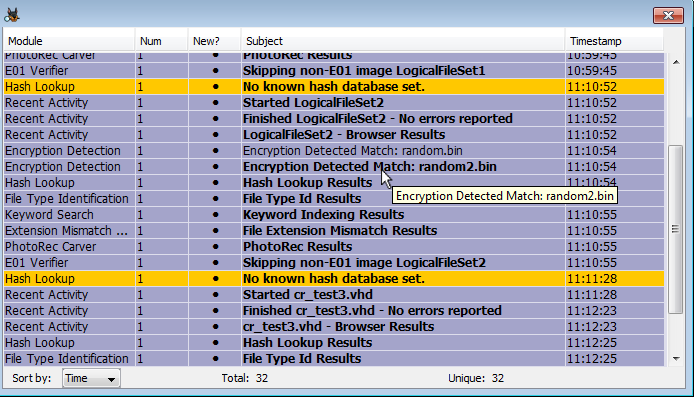 Module Num New? Subject Timestamp
PhotoRec Carver 1 • PhotoRec Results 10:59:45
E01 Verifier 1 • Skipping non-E01 image LogicalFileSet1 10:59:45
Hash Lookup 1 • No known hash database set. 11:10:52
Recent Activity 1 • Started LogicalFileSet2 11:10:52
Recent Activity 1 • Finished LogicalFileSet2 - No errors reported 11:10:52
Recent Activity 1 • LogicalFileSet2 - Browser Results 11:10:52
Encryption Detection 1 Encryption Detected Match: random.bin 11:10:54
Encryption Detection 1 • Encryption Detected Match: random2.bin 11:10:54
Hash Lookup 1 • Hash Lookup Results 11:10:54
Encryption Detected Match: random2.bin
File Type Identification 1 • File Type Id Results
Keyword Search 1 • Keyword Indexing Results 11:10:55
Extension Mismatch ... 1 • File Extension Mismatch Results 11:10:55
PhotoRec Carver 1 • PhotoRec Results 11:10:55
E01 Verifier 1 • Skipping non-E01 image LogicalFileSet2 11:10:55
Hash Lookup 1 • No known hash database set. 11:11:28
Recent Activity 1 • Started cr_test3.vhd 11:11:28
Recent Activity 1 • Finished cr_test3.vhd - No errors reported 11:12:23
Recent Activity 1 • cr_test3.vhd - Browser Results 11:12:23
Hash Lookup 1 • Hash Lookup Results 11:12:25
File Type Identification 1 • File Type Id Results 11:12:25
Sort by: Time Total: 32 Unique: 32